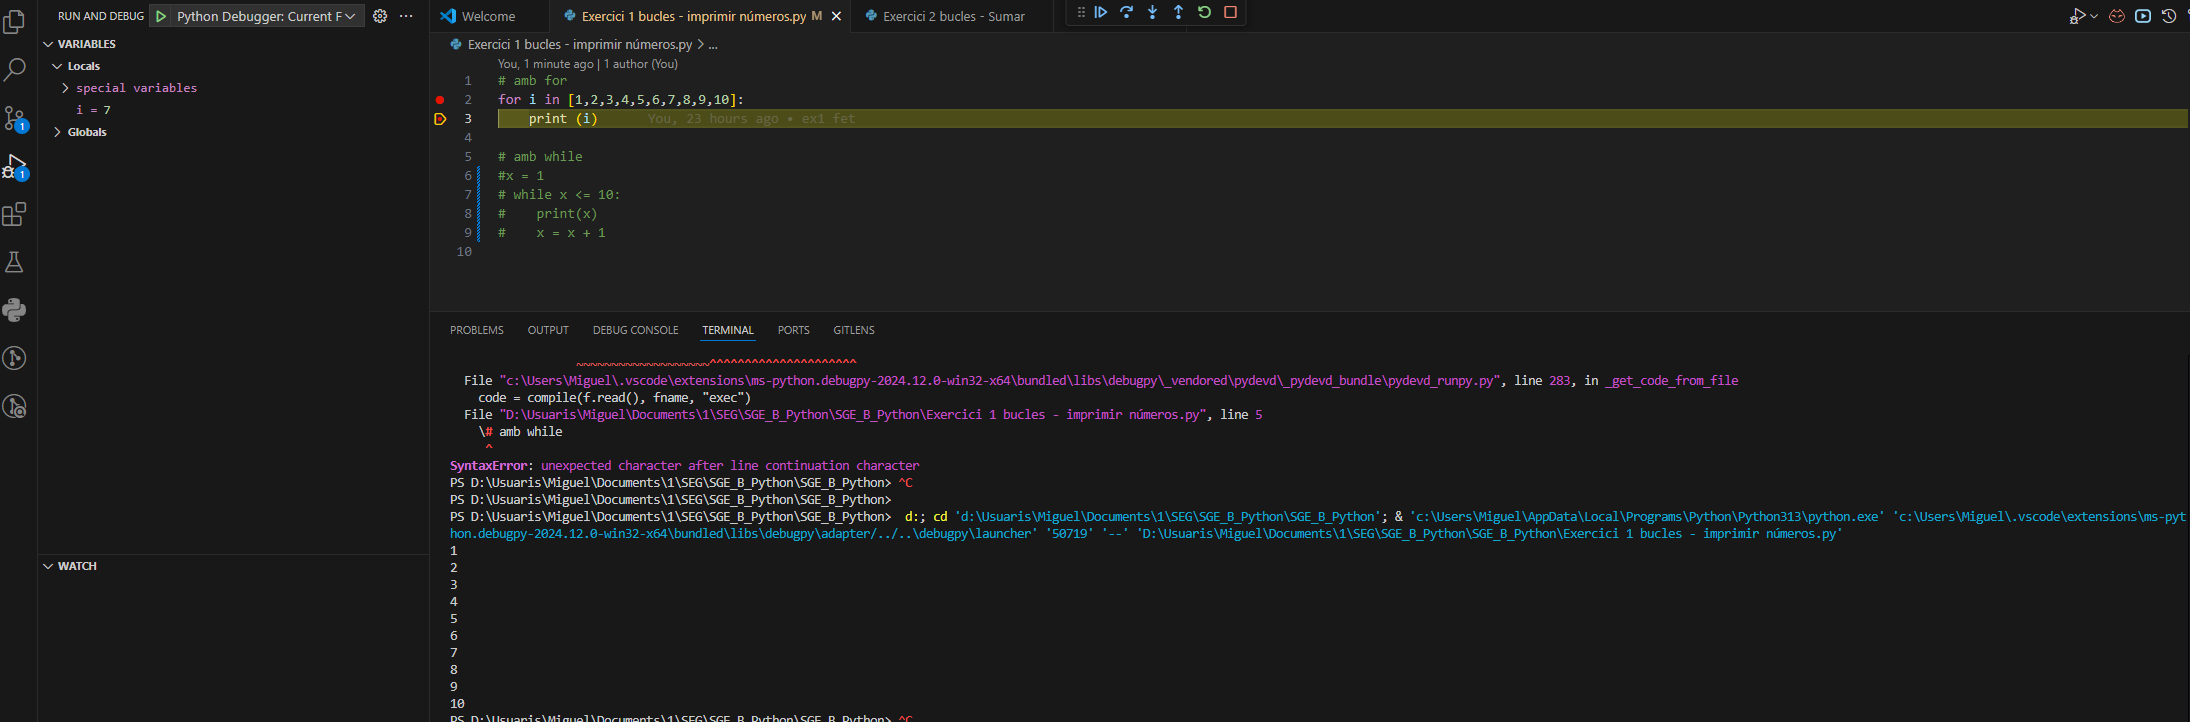 RUN AND DEBUG Python Debugger: Current F
VARIABLES
Locals
special variables
i = 7
Globals
WATCH
1
1
Welcome
Exercici 1 bucles - imprimir números.py M
Exercici 2 bucles - Sumar
Exercici 1 bucles - imprimir números.py > ...
You, 1 minute ago | 1 author (You)
1 # amb for
2 for i in [1,2,3,4,5,6,7,8,9,10]:
3 print (i) You, 23 hours ago • ex1 fet
4
5 # amb while
6 #x = 1
7 # while x <= 10:
8 # print(x)
9 # x = x + 1
10
PROBLEMS OUTPUT DEBUG CONSOLE TERMINAL PORTS GITLENS
~~~~~~~~~~~~~~~~~~~^^^^^^^^^^^^^^^^^^^^^
File "c:\Users\Miguel\.vscode\extensions\ms-python.debugpy-2024.12.0-win32-x64\bundled\libs\debugpy\_vendored\pydevd\_pydevd_bundle\pydevd_runpy.py", line 283, in _get_code_from_file
code = compile(f.read(), fname, "exec")
File "D:\Usuaris\Miguel\Documents\1\SEG\SGE_B_Python\SGE_B_Python\Exercici 1 bucles - imprimir números.py", line 5
\# amb while
^
SyntaxError: unexpected character after line continuation character
PS D:\Usuaris\Miguel\Documents\1\SEG\SGE_B_Python\SGE_B_Python> ^C
PS D:\Usuaris\Miguel\Documents\1\SEG\SGE_B_Python\SGE_B_Python>
PS D:\Usuaris\Miguel\Documents\1\SEG\SGE_B_Python\SGE_B_Python> d:; cd 'd:\Usuaris\Miguel\Documents\1\SEG\SGE_B_Python\SGE_B_Python'; & 'c:\Users\Miguel\AppData\Local\Programs\Python\Python313\python.exe' 'c:\Users\Miguel\.vscode\extensions\ms-pyt
hon.debugpy-2024.12.0-win32-x64\bundled\libs\debugpy\adapter/../..\debugpy\launcher' '50719' '--' 'D:\Usuaris\Miguel\Documents\1\SEG\SGE_B_Python\SGE_B_Python\Exercici 1 bucles - imprimir números.py'
1
2
3
4
5
6
7
8
9
10
PS D:\Usuaris\Miguel\Documents\1\SEG\SGE_B_Python\SGE_B_Python> ^C